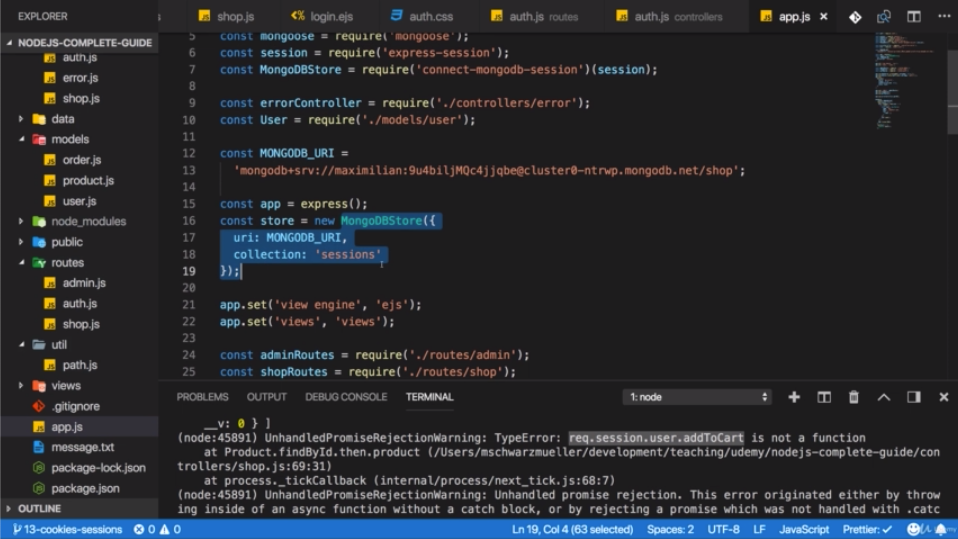 EXPLORER
shop.js
login.ejs
auth.css
auth.js routes
auth.js controllers
app.js
NODEJS-COMPLETE-GUIDE
auth.js
error.js
shop.js
data
models
order.js
product.js
user.js
node_modules
public
routes
admin.js
auth.js
shop.js
util
path.js
views
.gitignore
app.js
message.txt
package-lock.json
package.json
OUTLINE
5 const mongoose = require('mongoose');
6 const session = require('express-session');
7 const MongoDBStore = require('connect-mongodb-session')(session);
8
9 const errorController = require('./controllers/error');
10 const User = require('./models/user');
11
12 const MONGODB_URI =
13 'mongodb+srv://maximilian:9u4biljMQc4jjqbe@cluster0-ntrwp.mongodb.net/shop';
14
15 const app = express();
16 const store = new MongoDBStore({
17 uri: MONGODB_URI,
18 collection: 'sessions'
19 });
20
21 app.set('view engine', 'ejs');
22 app.set('views', 'views');
23
24 const adminRoutes = require('./routes/admin');
25 const shopRoutes = require('./routes/shop');
PROBLEMS OUTPUT DEBUG CONSOLE TERMINAL 1: node
__v: 0 } ]
(node:45891) UnhandledPromiseRejectionWarning: TypeError: req.session.user.addToCart is not a function
at Product.findById.then.product (/Users/mschwarzmueller/development/teaching/udemy/nodejs-complete-guide/con
trollers/shop.js:69:31)
at process._tickCallback (internal/process/next_tick.js:68:7)
(node:45891) UnhandledPromiseRejectionWarning: Unhandled promise rejection. This error originated either by throw
ing inside of an async function without a catch block, or by rejecting a promise which was not handled with .catc
13-cookies-sessions 0 0 Ln 19, Col 4 (63 selected) Spaces: 2 UTF-8 LF JavaScript Prettier: ✓